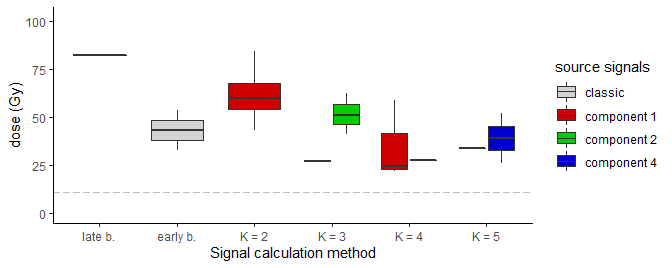 100
75
50
25
0
dose (Gy)
late b.
early b.
K = 2
K = 3
K = 4
K = 5
Signal calculation method
source signals
classic
component 1
component 2
component 4